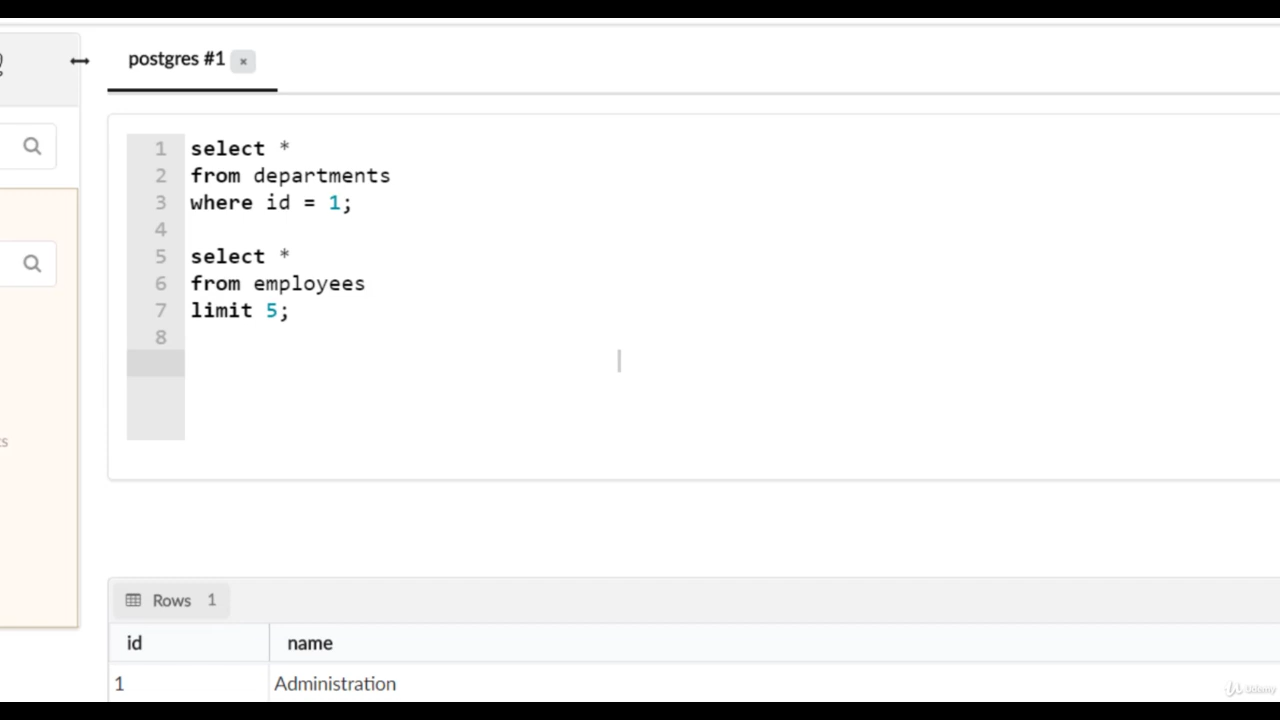 postgres #1 ×
1 select *
2 from departments
3 where id = 1;
4
5 select *
6 from employees
7 limit 5;
8
Rows 1
id name
1 Administration
Udemy